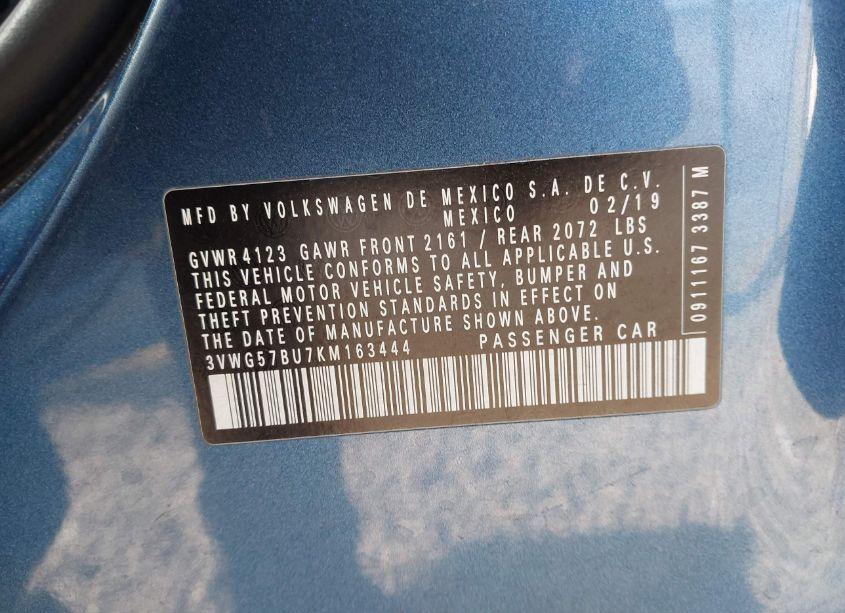 MFD BY VOLKSWAGEN DE MEXICO S.A. DE C.V.
MEXICO 02/19
GVWR 4123 GAWR FRONT 2161 / REAR 2072 LBS
THIS VEHICLE CONFORMS TO ALL APPLICABLE U.S.
FEDERAL MOTOR VEHICLE SAFETY, BUMPER AND
THEFT PREVENTION STANDARDS IN EFFECT ON
THE DATE OF MANUFACTURE SHOWN ABOVE.
3VWG57BU7KM163444 PASSENGER CAR
0911167 3387 M